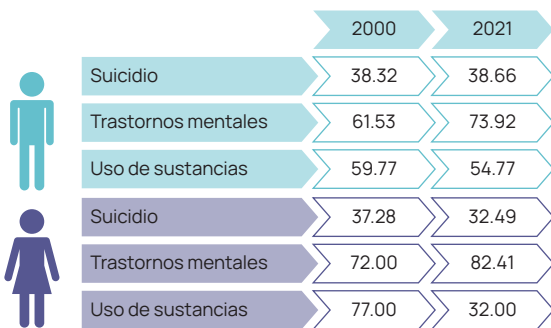 2000 2021
Suicidio 38.32 38.66
Trastornos mentales 61.53 73.92
Uso de sustancias 59.77 54.77
Suicidio 37.28 32.49
Trastornos mentales 72.00 82.41
Uso de sustancias 77.00 32.00